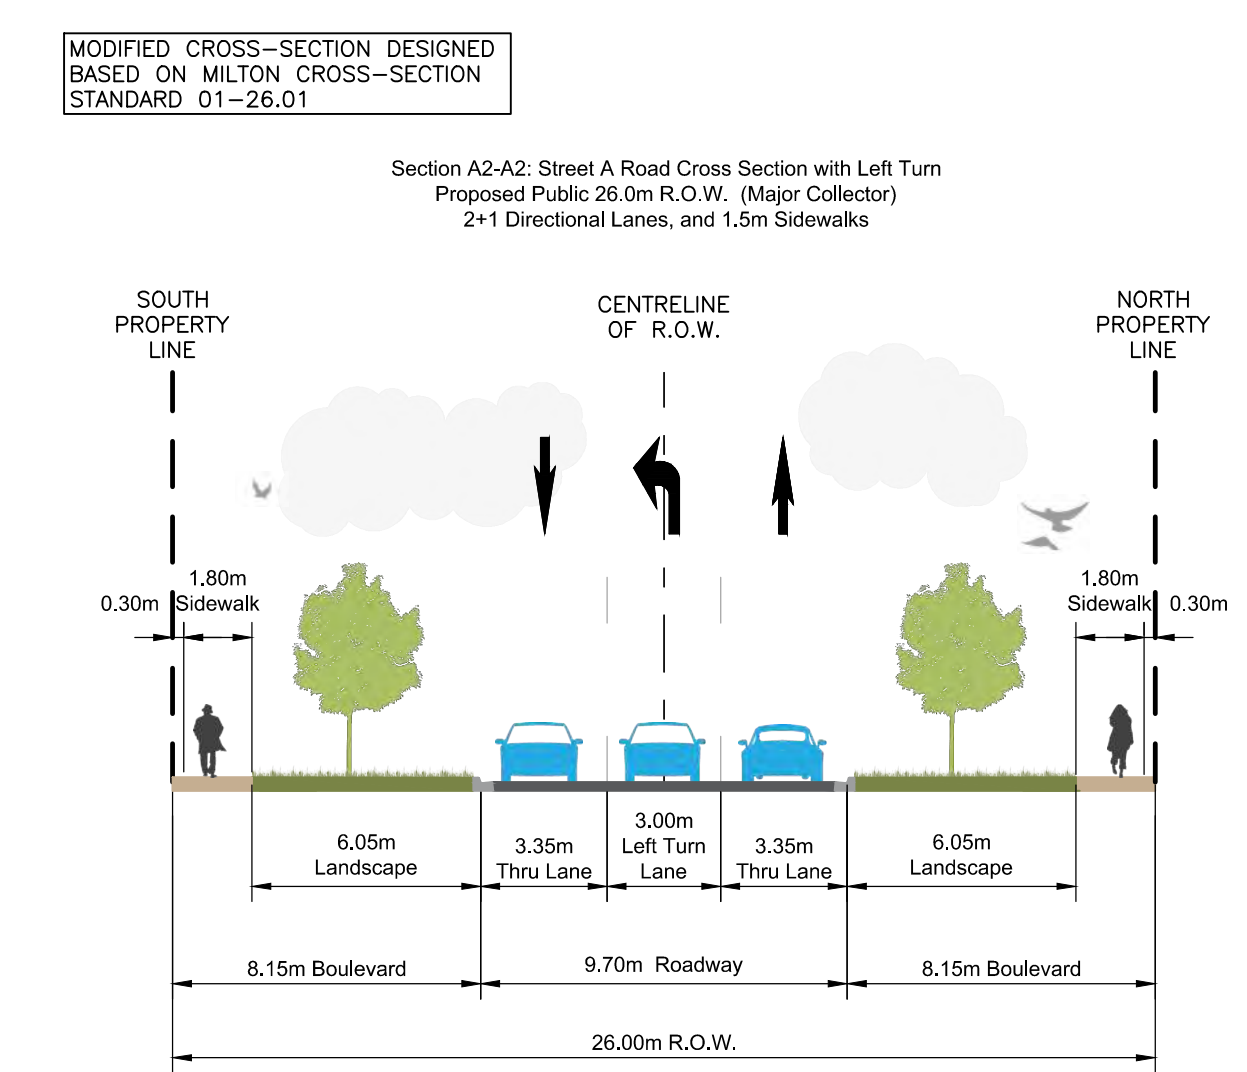 MODIFIED CROSS-SECTION DESIGNED
BASED ON MILTON CROSS-SECTION
STANDARD 01-26.01
Section A2-A2: Street A Road Cross Section with Left Turn
Proposed Public 26.0m R.O.W. (Major Collector)
2+1 Directional Lanes, and 1.5m Sidewalks
SOUTH
PROPERTY
LINE
CENTRELINE
OF R.O.W.
NORTH
PROPERTY
LINE
0.30m
1.80m
Sidewalk
1.80m
Sidewalk
0.30m
6.05m
Landscape
3.35m
Thru Lane
3.00m
Left Turn
Lane
3.35m
Thru Lane
6.05m
Landscape
8.15m Boulevard
9.70m Roadway
8.15m Boulevard
26.00m R.O.W.